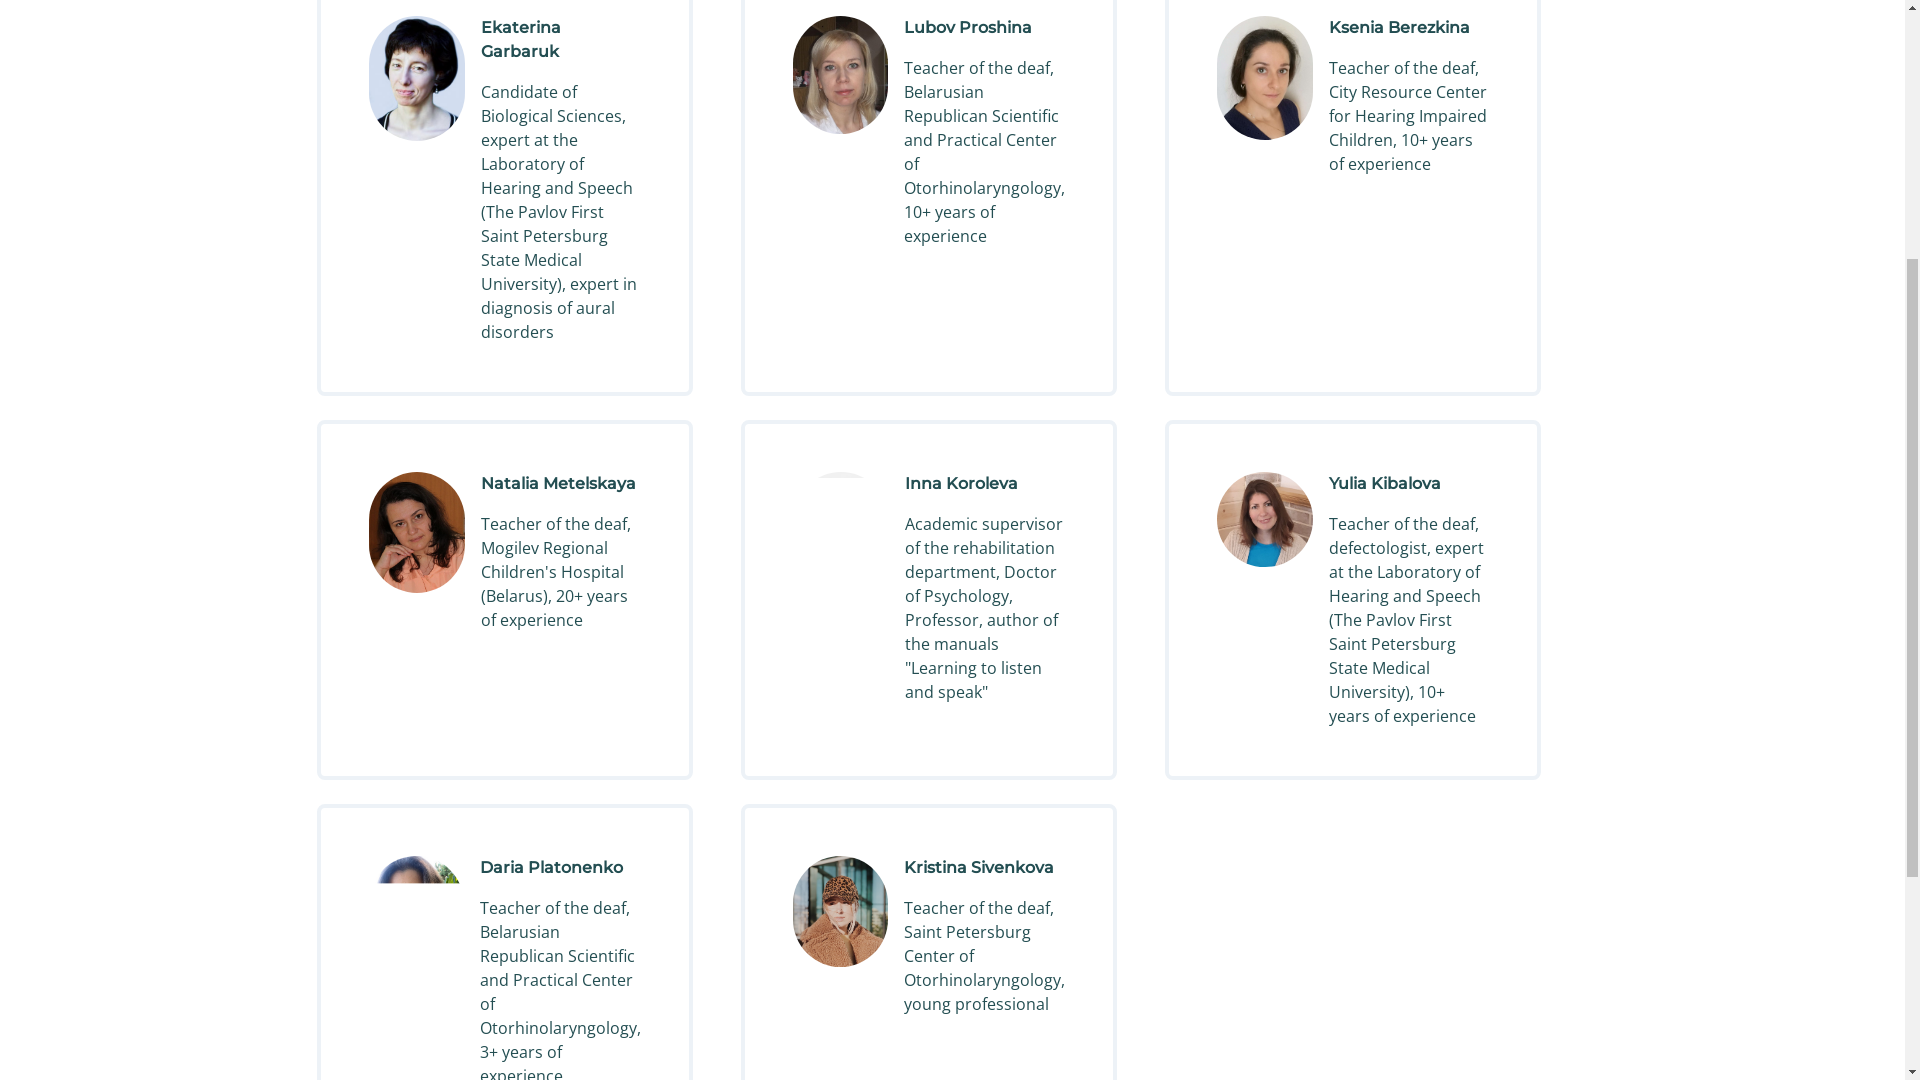 Ekaterina
Garbaruk
Candidate of
Biological Sciences,
expert at the
Laboratory of
Hearing and Speech
(The Pavlov First
Saint Petersburg
State Medical
University), expert in
diagnosis of aural
disorders
Lubov Proshina
Teacher of the deaf,
Belarusian
Republican Scientific
and Practical Center
of
Otorhinolaryngology,
10+ years of
experience
Ksenia Berezkina
Teacher of the deaf,
City Resource Center
for Hearing Impaired
Children, 10+ years
of experience
Natalia Metelskaya
Teacher of the deaf,
Mogilev Regional
Children's Hospital
(Belarus), 20+ years
of experience
Inna Koroleva
Academic supervisor
of the rehabilitation
department, Doctor
of Psychology,
Professor, author of
the manuals
"Learning to listen
and speak"
Yulia Kibalova
Teacher of the deaf,
defectologist, expert
at the Laboratory of
Hearing and Speech
(The Pavlov First
Saint Petersburg
State Medical
University), 10+
years of experience
Daria Platonenko
Teacher of the deaf,
Belarusian
Republican Scientific
and Practical Center
of
Otorhinolaryngology,
3+ years of
experience
Kristina Sivenkova
Teacher of the deaf,
Saint Petersburg
Center of
Otorhinolaryngology,
young professional